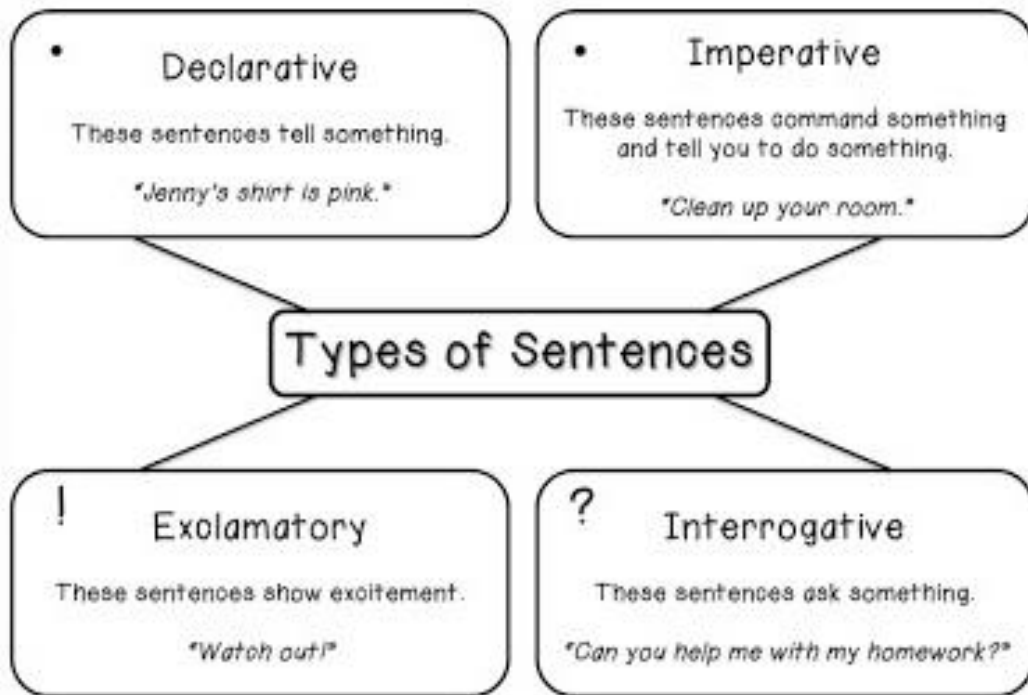 •
Declarative
These sentences tell something.
"Jenny's shirt is pink."
•
Imperative
These sentences command something
and tell you to do something.
"Clean up your room."
Types of Sentences
!
Exclamatory
These sentences show excitement.
"Watch out!"
?
Interrogative
These sentences ask something.
"Can you help me with my homework?"